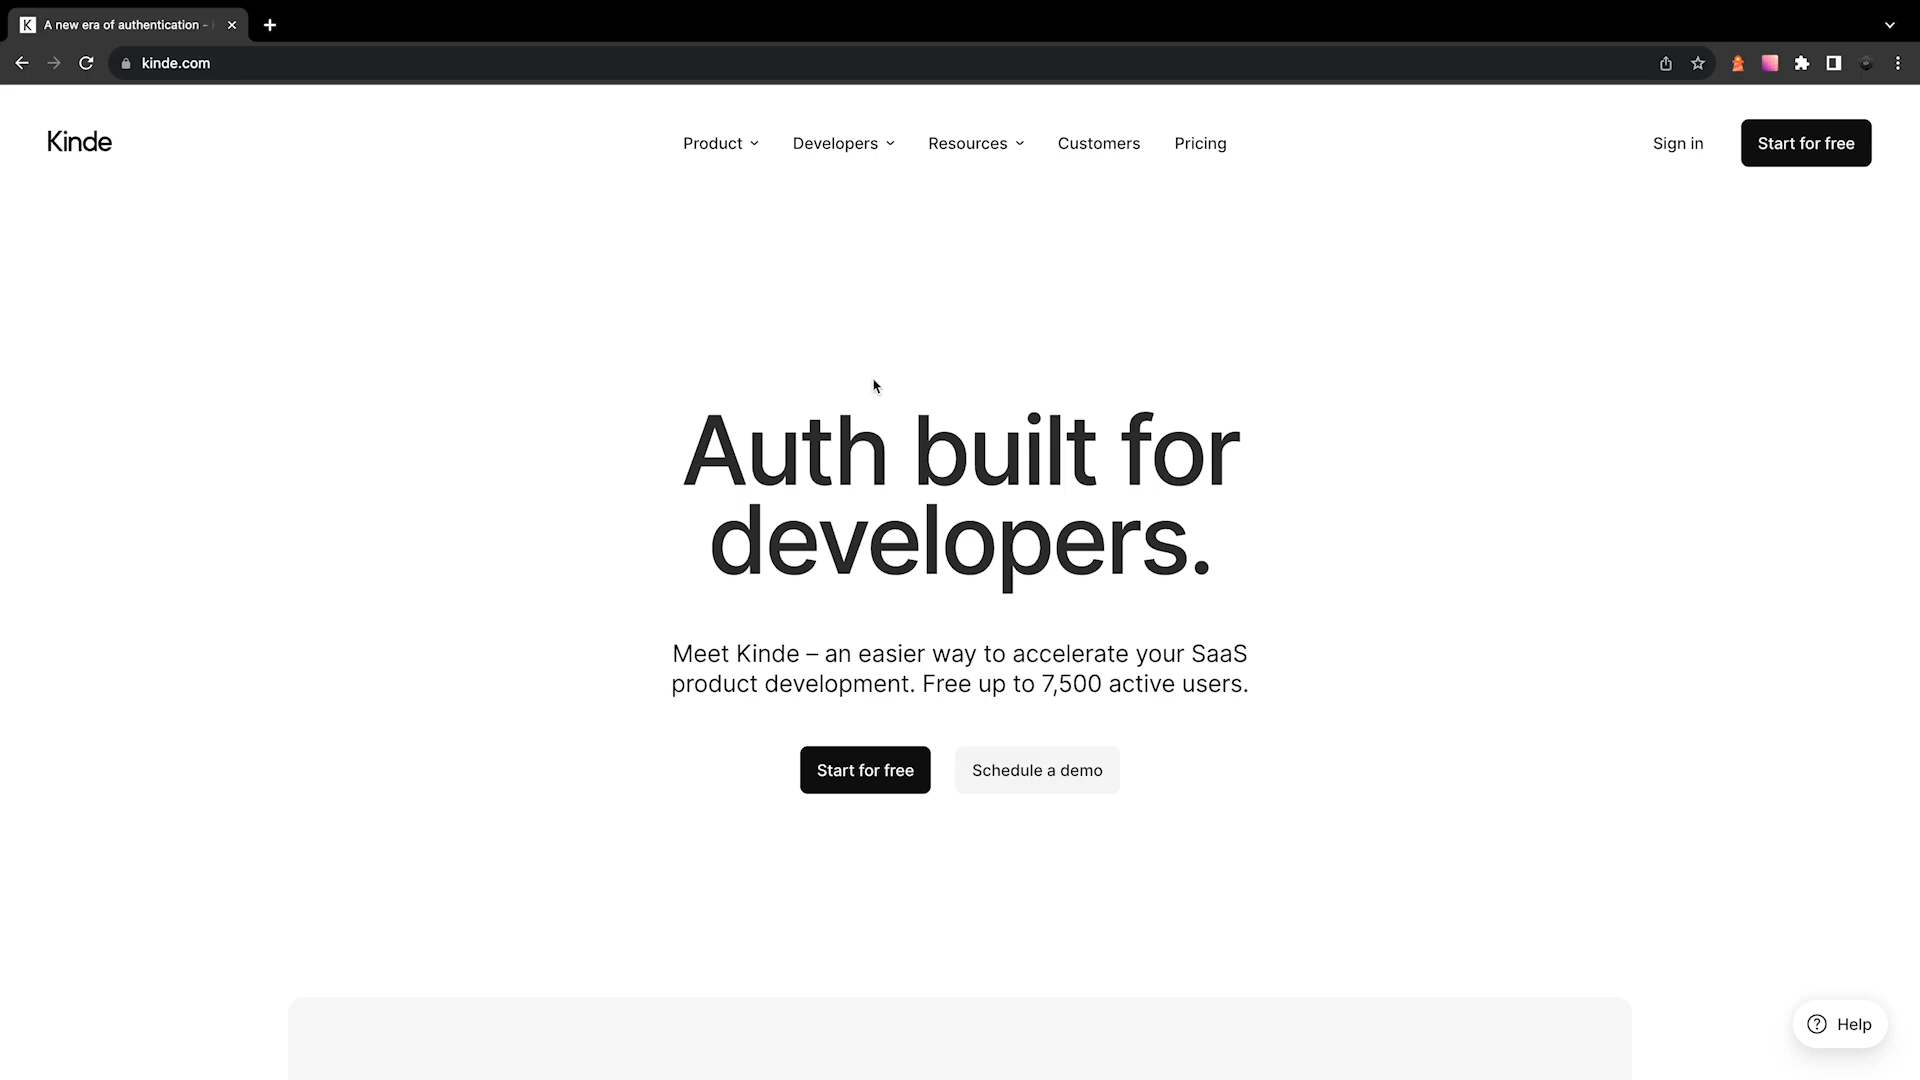 A new era of authentication -
kinde.com
Kinde
Product
Developers
Resources
Customers
Pricing
Sign in
Start for free
Auth built for
developers.
Meet Kinde – an easier way to accelerate your SaaS
product development. Free up to 7,500 active users.
Start for free
Schedule a demo
Help